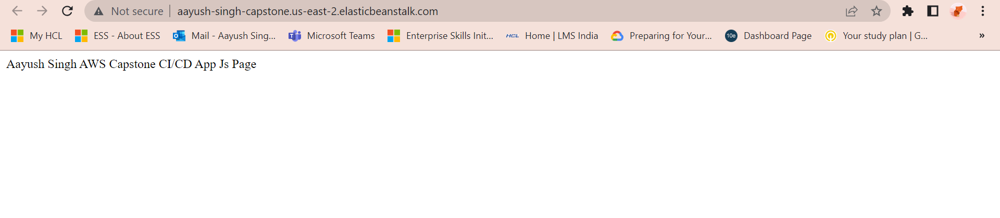 Not secure | aayush-singh-capstone.us-east-2.elasticbeanstalk.com
My HCL ESS - About ESS Mail - Aayush Sing... Microsoft Teams Enterprise Skills Init... HCL Home | LMS India Preparing for Your... 10e Dashboard Page Your study plan | G... »
Aayush Singh AWS Capstone CI/CD App Js Page